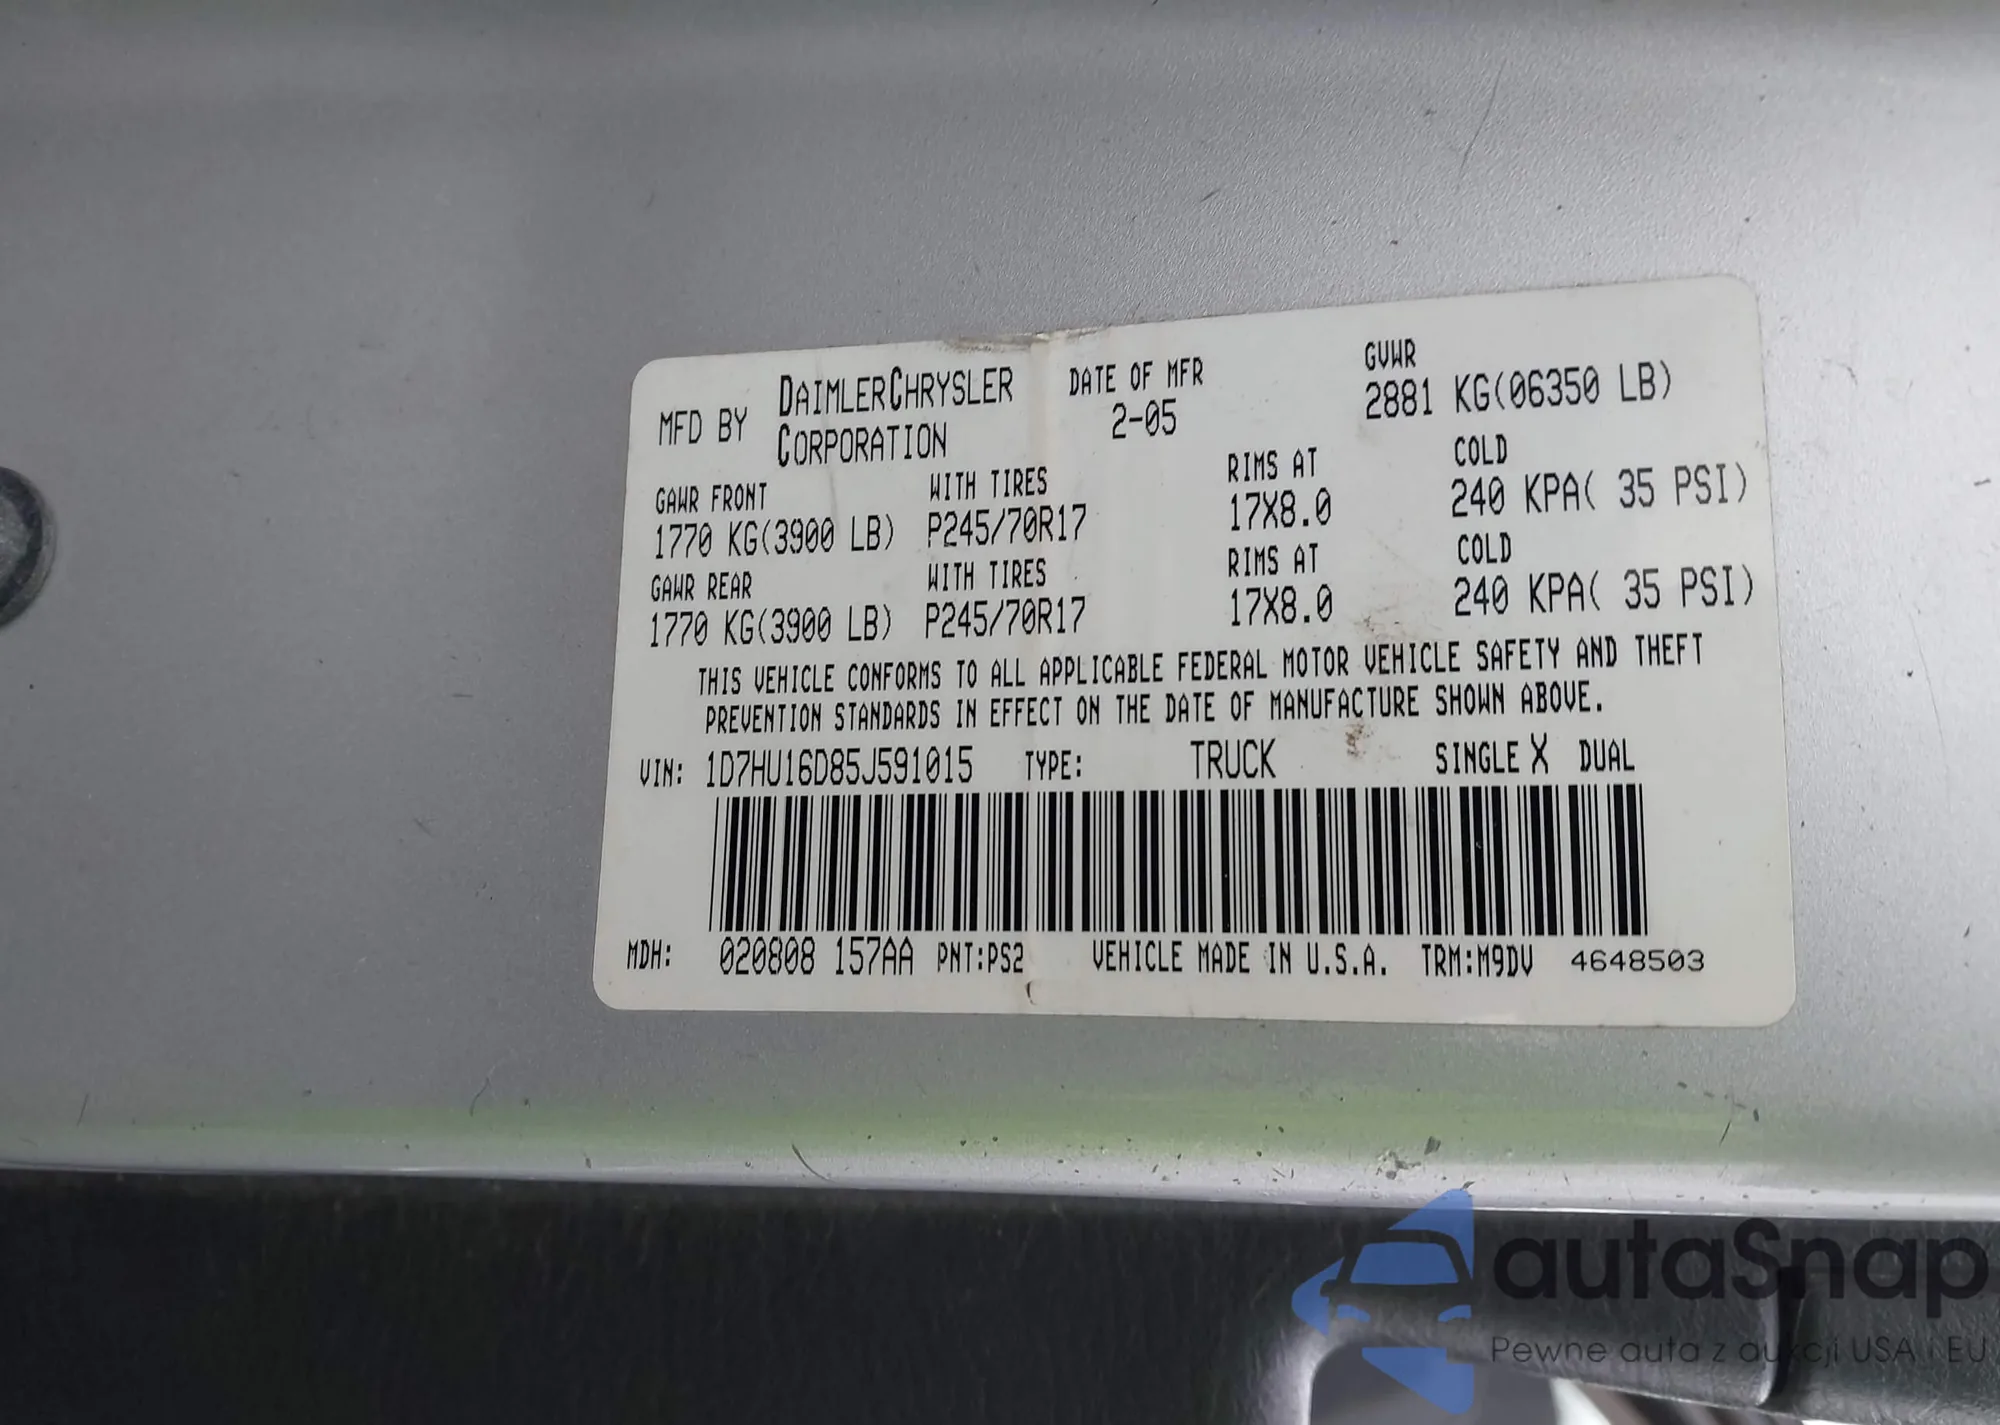 MFD BY DAIMLERCHRYSLER CORPORATION
DATE OF MFR
2-05
GVWR
2881 KG(06350 LB)
GAWR FRONT WITH TIRES RIMS AT COLD
1770 KG(3900 LB) P245/70R17 17X8.0 240 KPA( 35 PSI)
GAWR REAR WITH TIRES RIMS AT COLD
1770 KG(3900 LB) P245/70R17 17X8.0 240 KPA( 35 PSI)
THIS VEHICLE CONFORMS TO ALL APPLICABLE FEDERAL MOTOR VEHICLE SAFETY AND THEFT
PREVENTION STANDARDS IN EFFECT ON THE DATE OF MANUFACTURE SHOWN ABOVE.
VIN: 1D7HU16D85J591015 TYPE: TRUCK SINGLE X DUAL
MDH: 020808 157AA PNT:PS2 VEHICLE MADE IN U.S.A. TRM:M9DV 4648503
autaSnap
Pewne auta z aukcji USA i EU